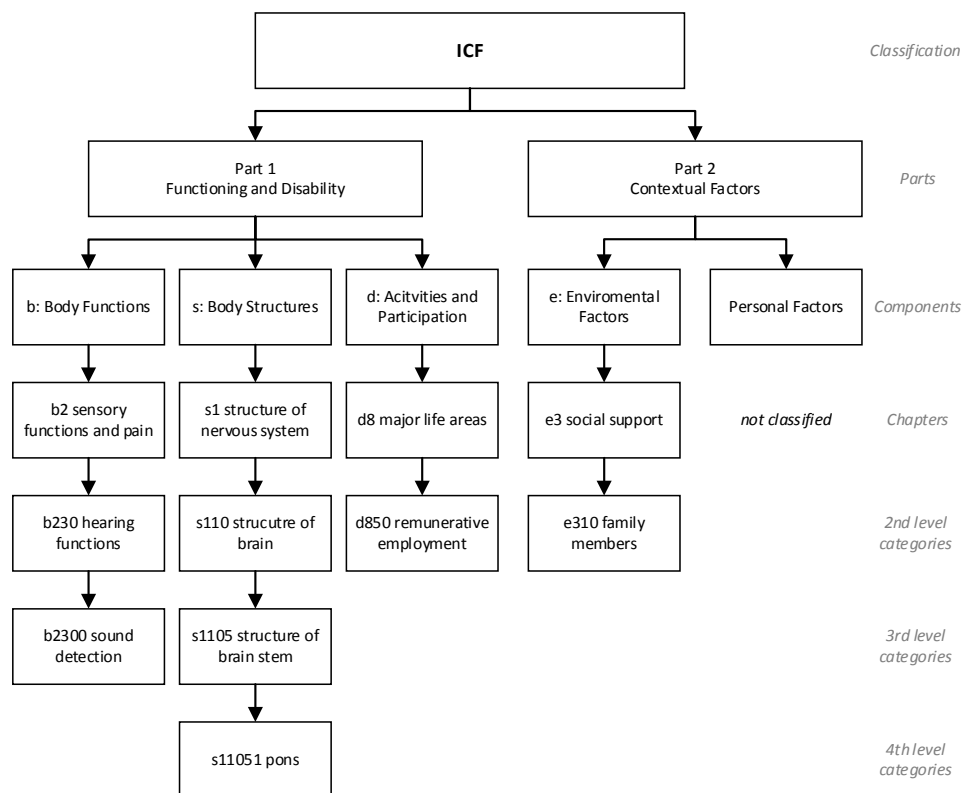 ICF
Classification
Part 1
Functioning and Disability
Part 2
Contextual Factors
Parts
b: Body Functions
s: Body Structures
d: Acitvities and
Participation
e: Enviromental
Factors
Personal Factors
Components
b2 sensory
functions and pain
s1 structure of
nervous system
d8 major life areas
e3 social support
not classified
Chapters
b230 hearing
functions
s110 strucutre of
brain
d850 remunerative
employment
e310 family
members
2nd level
categories
b2300 sound
detection
s1105 structure of
brain stem
3rd level
categories
s11051 pons
4th level
categories